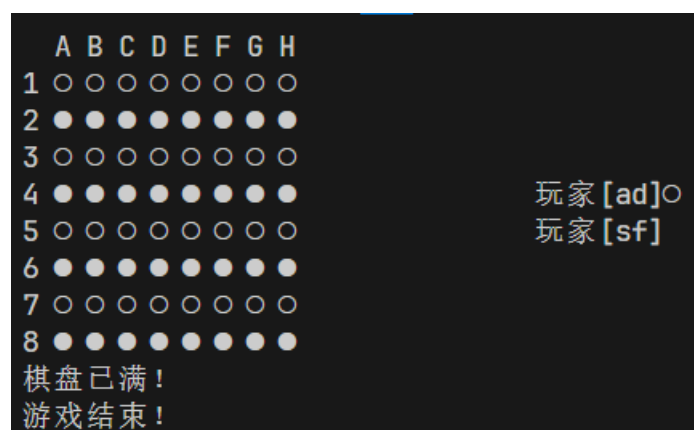 A B C D E F G H
1 ○ ○ ○ ○ ○ ○ ○ ○
2 ● ● ● ● ● ● ● ●
3 ○ ○ ○ ○ ○ ○ ○ ○
4 ● ● ● ● ● ● ● ● 玩家[ad]○
5 ○ ○ ○ ○ ○ ○ ○ ○ 玩家[sf]
6 ● ● ● ● ● ● ● ●
7 ○ ○ ○ ○ ○ ○ ○ ○
8 ● ● ● ● ● ● ● ●
棋盘已满!
游戏结束!